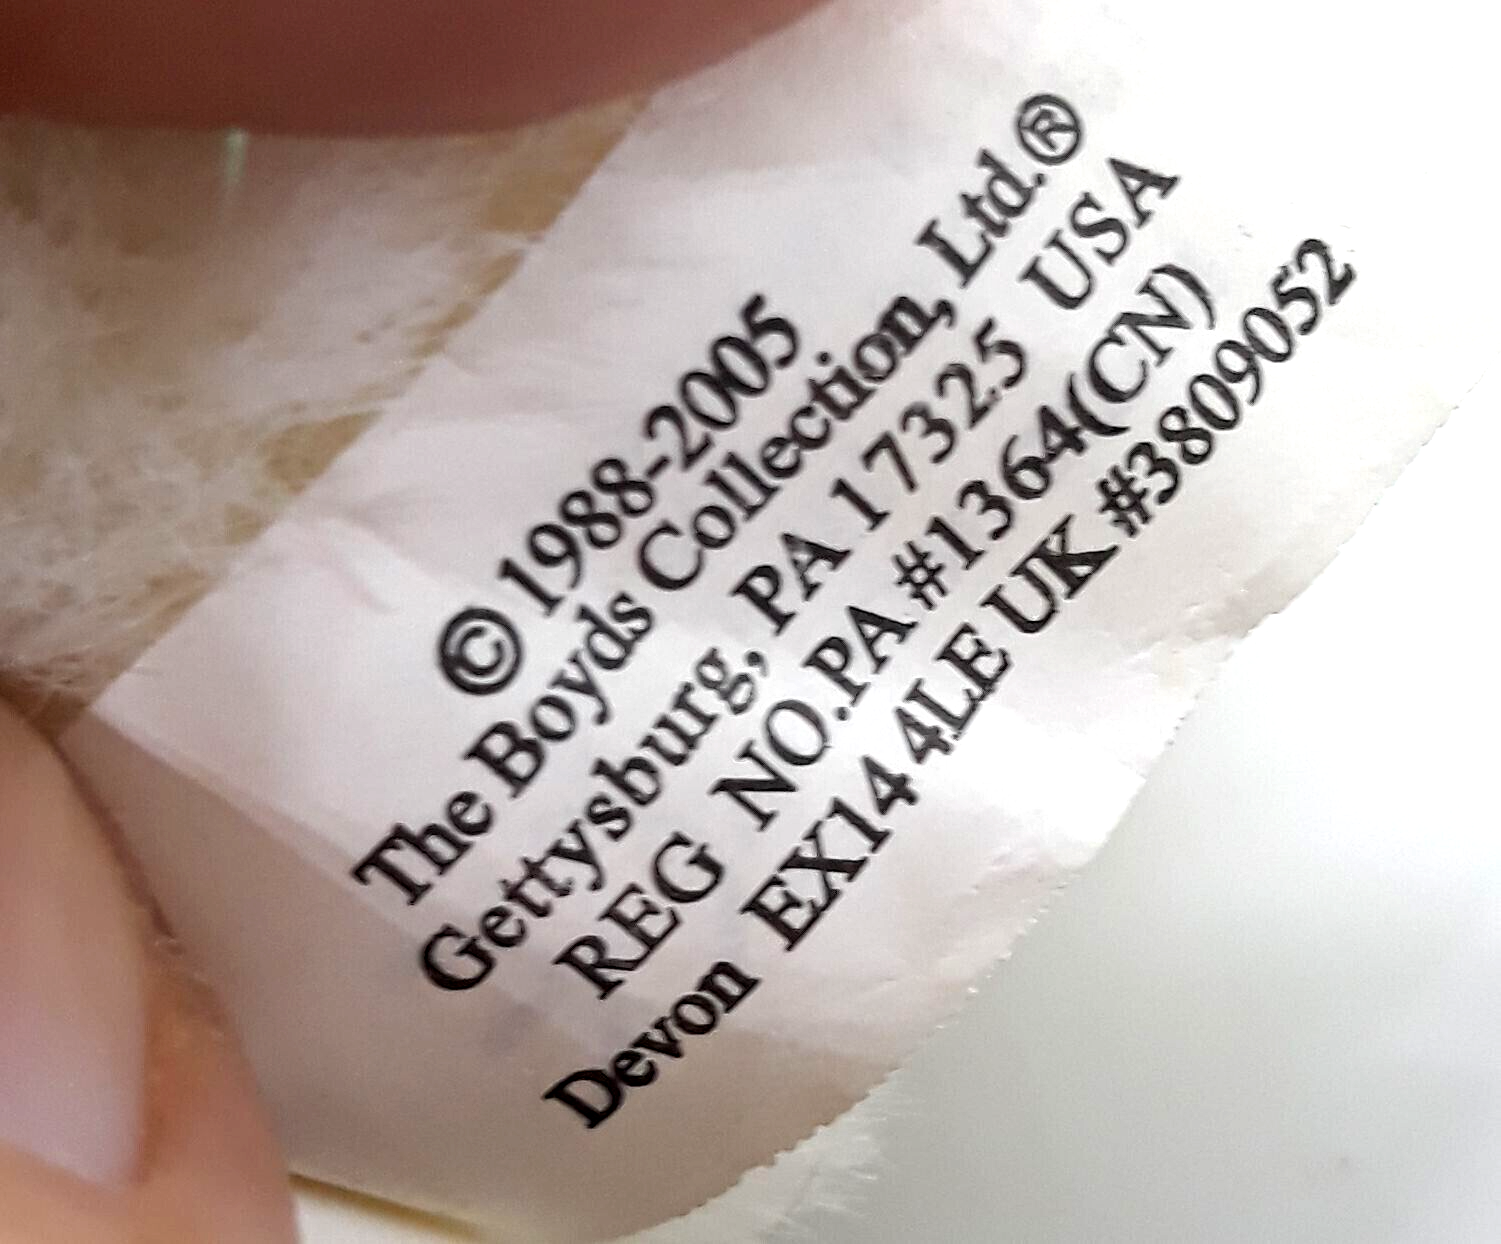 © 1988-2005
The Boyds Collection, Ltd.®
Gettysburg, PA 17325 USA
REG NO.PA #1364(CN)
Devon EX14 4LE UK #3809052